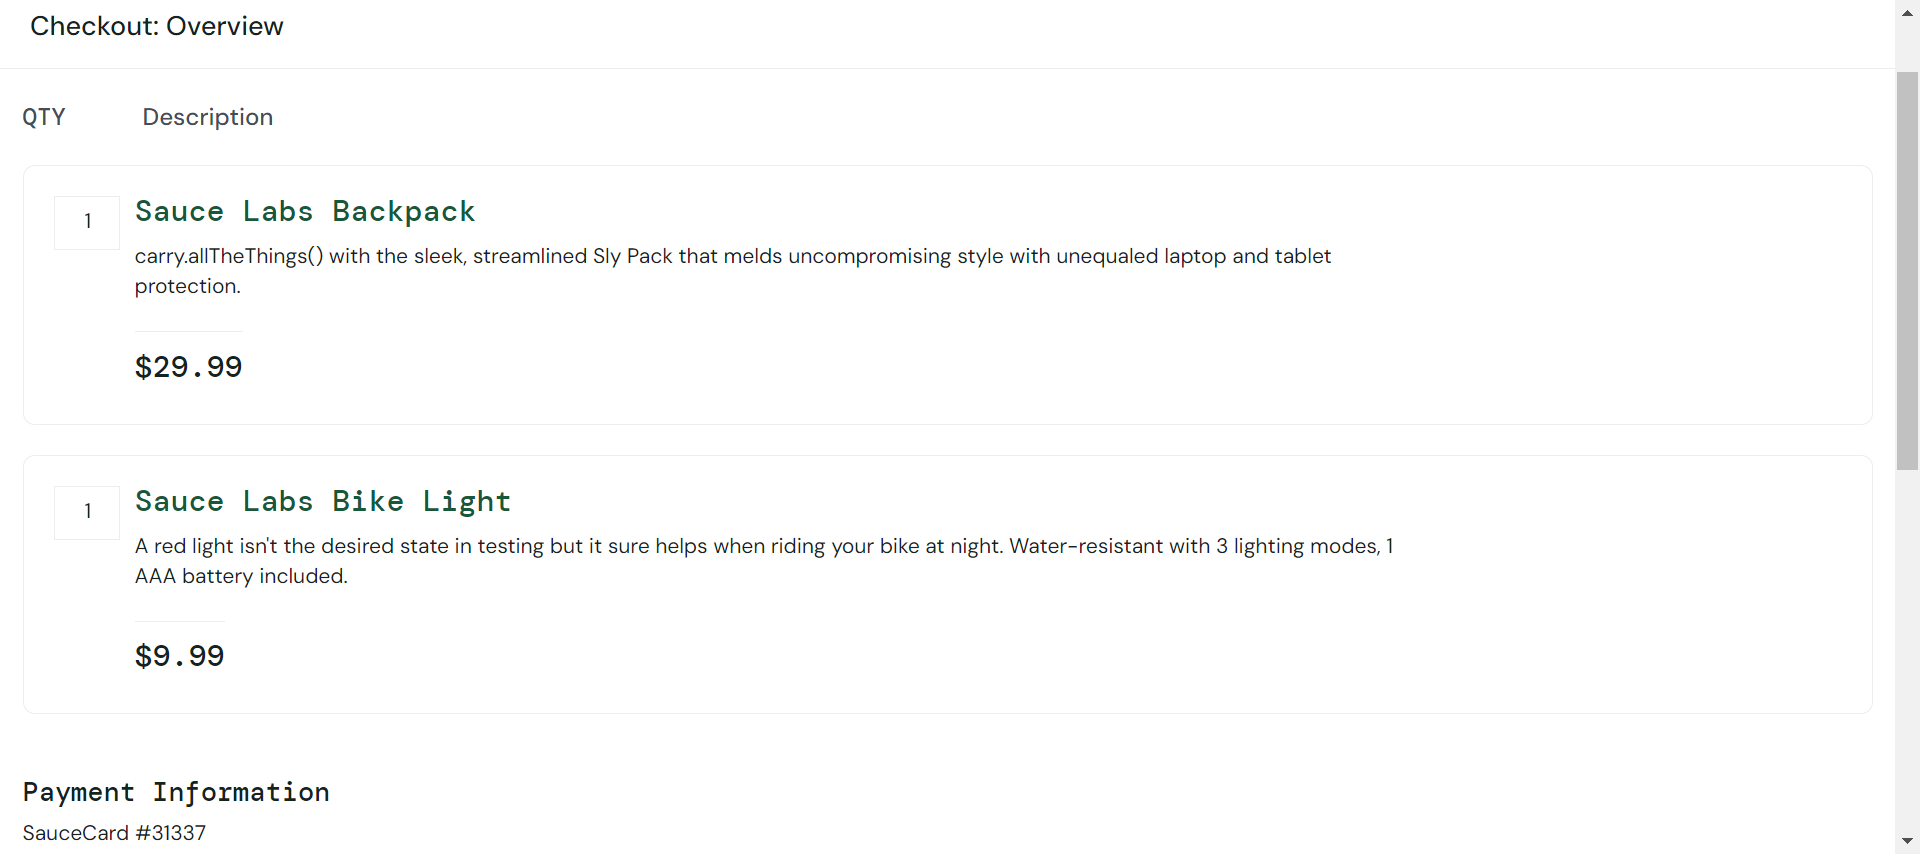 Checkout: Overview
QTY Description
1 Sauce Labs Backpack
carry.allTheThings() with the sleek, streamlined Sly Pack that melds uncompromising style with unequaled laptop and tablet
protection.
$29.99
1 Sauce Labs Bike Light
A red light isn't the desired state in testing but it sure helps when riding your bike at night. Water-resistant with 3 lighting modes, 1
AAA battery included.
$9.99
Payment Information
SauceCard #31337